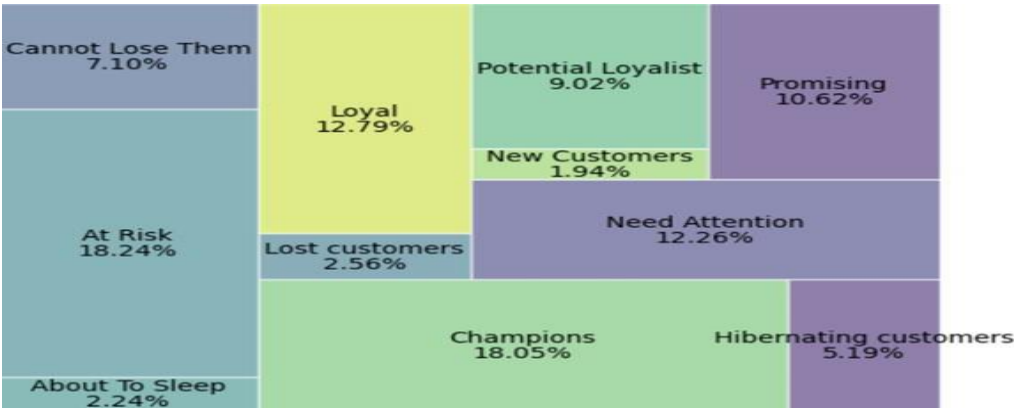 Cannot Lose Them
7.10%
Loyal
12.79%
Potential Loyalist
9.02%
Promising
10.62%
New Customers
1.94%
At Risk
18.24%
Lost customers
2.56%
Need Attention
12.26%
Champions
18.05%
Hibernating customers
5.19%
About To Sleep
2.24%